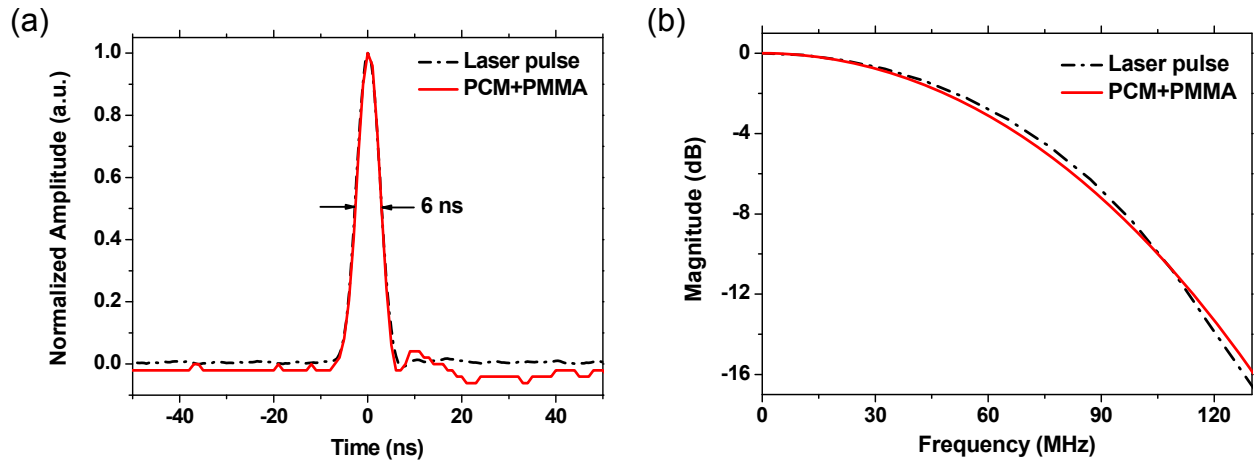 (a)
Normalized Amplitude (a.u.)
1.0
0.8
0.6
0.4
0.2
0.0
-40
-20
0
20
40
Time (ns)
Laser pulse
PCM+PMMA
6 ns
(b)
Magnitude (dB)
0
-4
-8
-12
-16
0
30
60
90
120
Frequency (MHz)
Laser pulse
PCM+PMMA